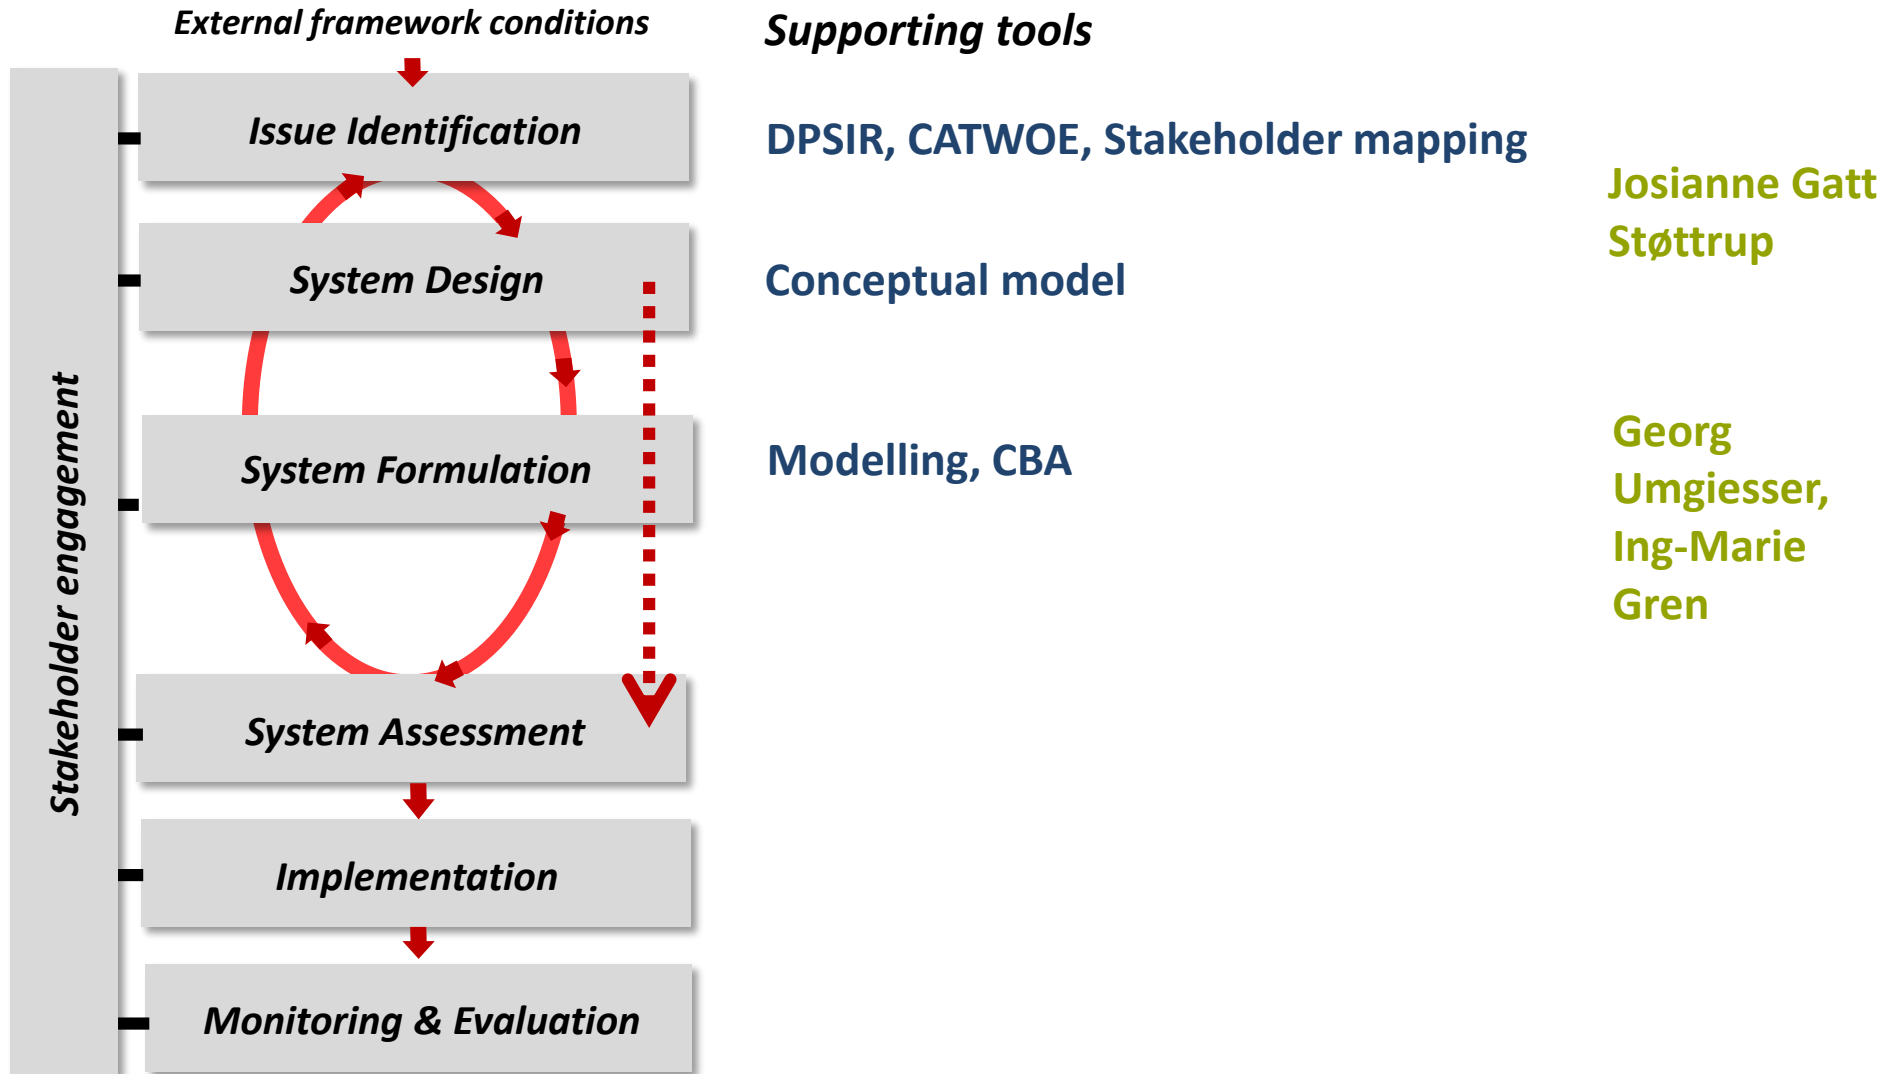 External framework conditions
Supporting tools
Issue Identification
DPSIR, CATWOE, Stakeholder mapping
Josianne Gatt
Støttrup
System Design
Conceptual model
Stakeholder engagement
System Formulation
Modelling, CBA
Georg
Umgiesser,
Ing-Marie
Gren
System Assessment
Implementation
Monitoring & Evaluation